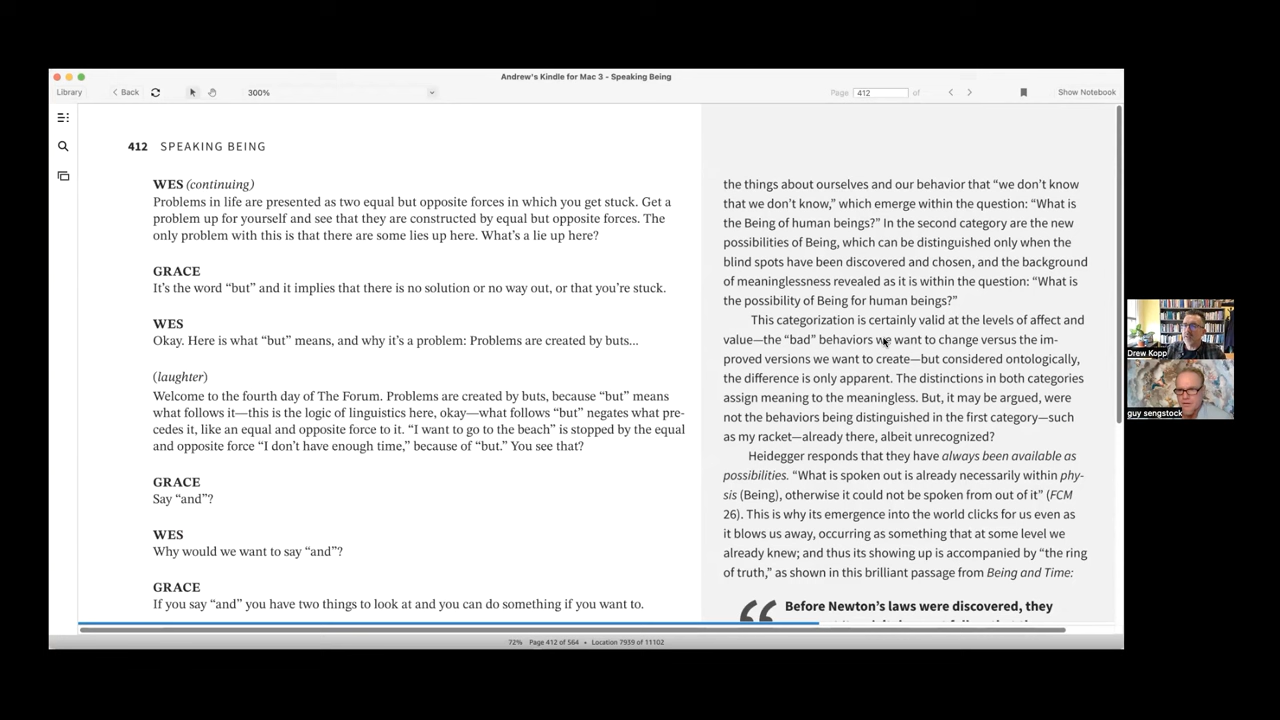 Andrew's Kindle for Mac 3 - Speaking Being
Library
Back
300%
Page 412 of
Show Notebook
412 SPEAKING BEING
WES (continuing)
Problems in life are presented as two equal but opposite forces in which you get stuck. Get a
problem up for yourself and see that they are constructed by equal but opposite forces. The
only problem with this is that there are some lies up here. What's a lie up here?
GRACE
It's the word “but” and it implies that there is no solution or no way out, or that you're stuck.
WES
Okay. Here is what “but” means, and why it's a problem: Problems are created by buts...
(laughter)
Welcome to the fourth day of The Forum. Problems are created by buts, because “but” means
what follows it—this is the logic of linguistics here, okay—what follows “but” negates what pre-
cedes it, like an equal and opposite force to it. “I want to go to the beach” is stopped by the equal
and opposite force “I don't have enough time,” because of “but.” You see that?
GRACE
Say “and”?
WES
Why would we want to say “and”?
GRACE
If you say “and” you have two things to look at and you can do something if you want to.
the things about ourselves and our behavior that “we don't know
that we don't know,” which emerge within the question: “What is
the Being of human beings?” In the second category are the new
possibilities of Being, which can be distinguished only when the
blind spots have been discovered and chosen, and the background
of meaninglessness revealed as it is within the question: “What is
the possibility of Being for human beings?”
This categorization is certainly valid at the levels of affect and
value—the “bad” behaviors we want to change versus the im-
proved versions we want to create—but considered ontologically,
the difference is only apparent. The distinctions in both categories
assign meaning to the meaningless. But, it may be argued, were
not the behaviors being distinguished in the first category—such
as my racket—already there, albeit unrecognized?
Heidegger responds that they have always been available as
possibilities. “What is spoken out is already necessarily within phy-
sis (Being), otherwise it could not be spoken from out of it” (FCM
26). This is why its emergence into the world clicks for us even as
it blows us away, occurring as something that at some level we
already knew; and thus its showing up is accompanied by “the ring
of truth,” as shown in this brilliant passage from Being and Time:
“Before Newton's laws were discovered, they
72% Page 412 of 564 • Location 7939 of 11102
Drew Kopp
guy sengstock